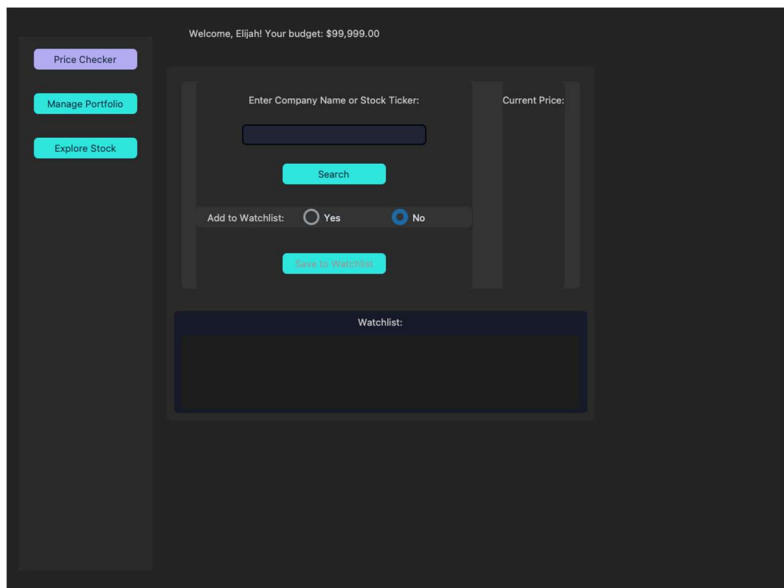 Welcome, Elijah! Your budget: $99,999.00
Price Checker
Manage Portfolio
Explore Stock
Enter Company Name or Stock Ticker:
Current Price:
Search
Add to Watchlist: Yes No
Save to Watchlist
Watchlist: